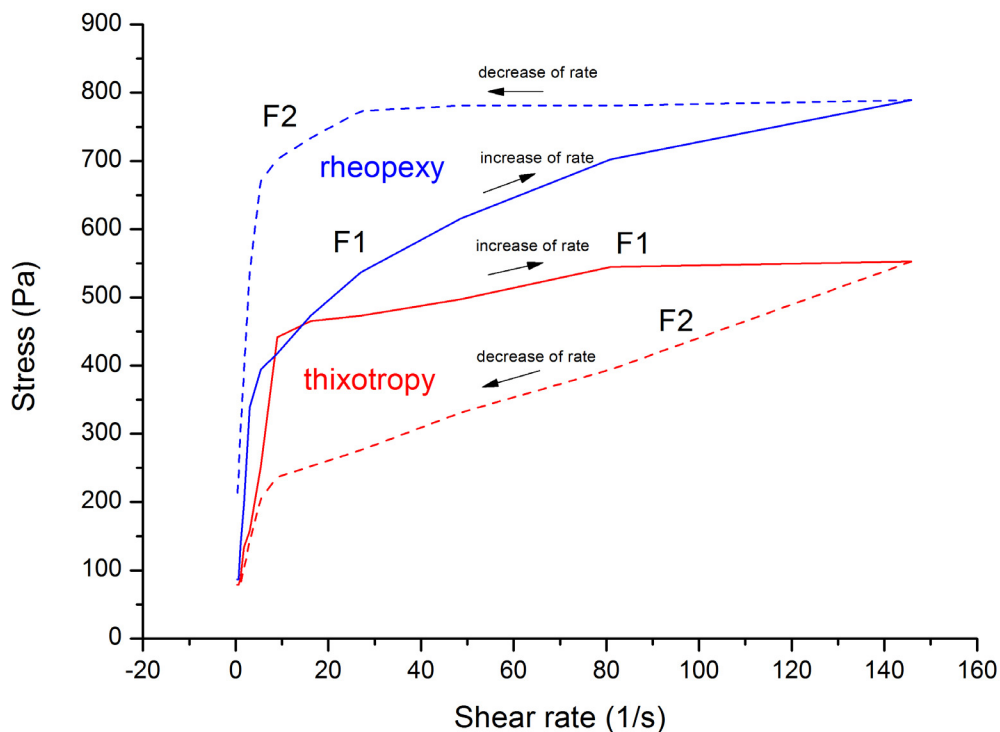 900
800
700
600
500
400
300
200
100
0
Stress (Pa)
decrease of rate
F2
rheopexy
increase of rate
F1
increase of rate
F1
F2
decrease of rate
thixotropy
-20 0 20 40 60 80 100 120 140 160
Shear rate (1/s)